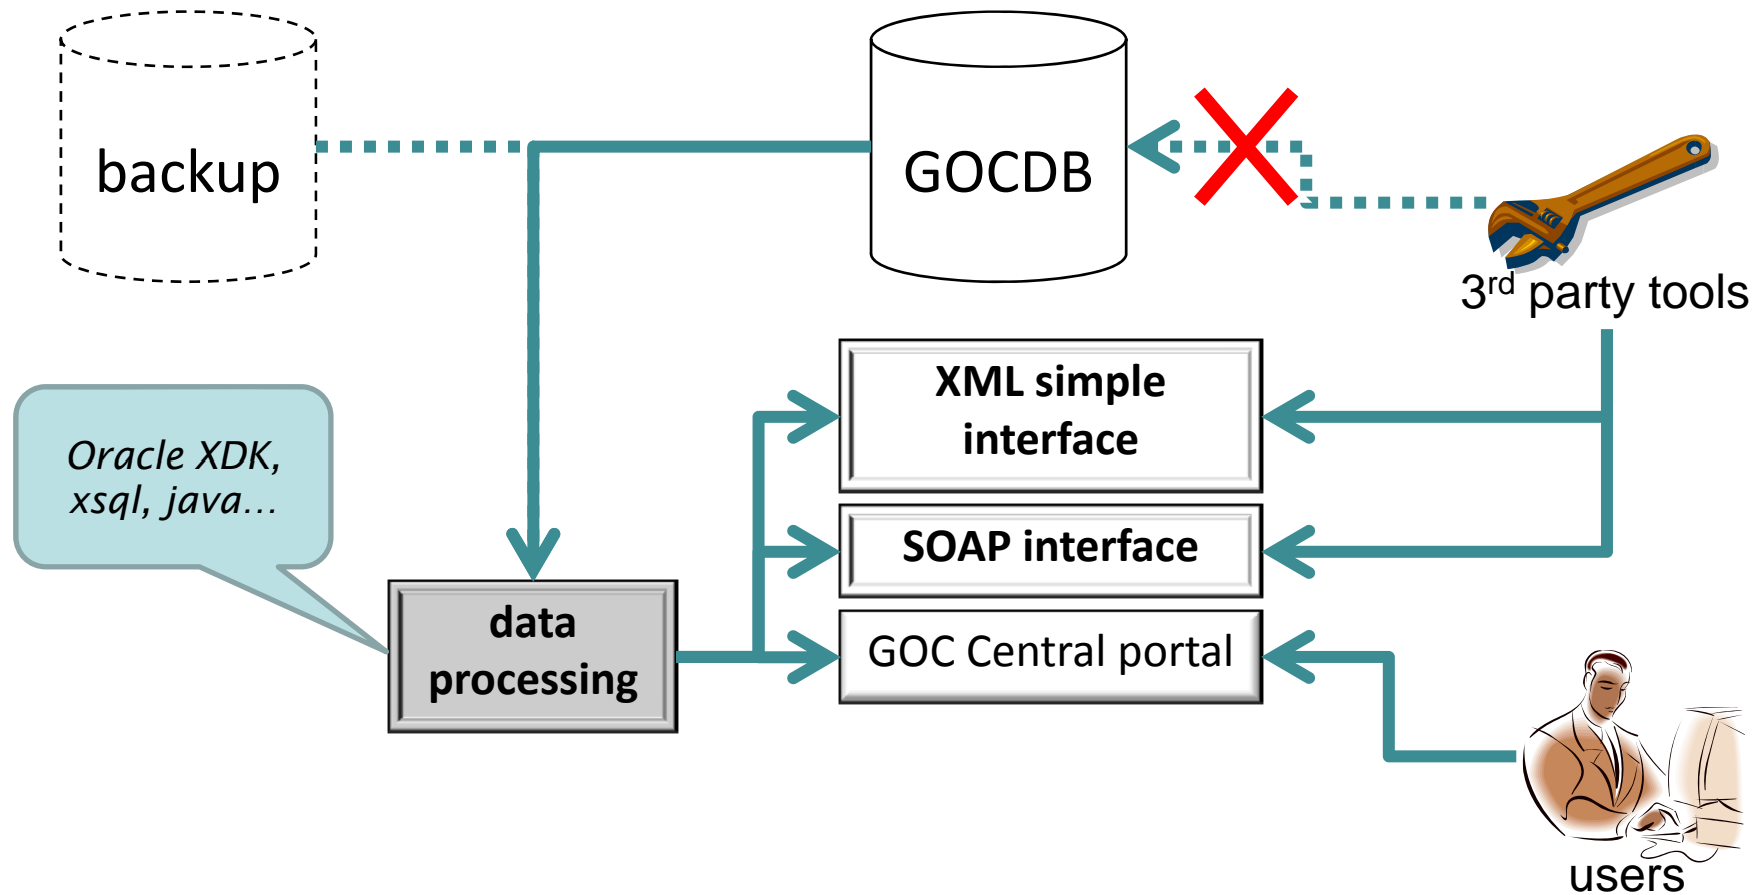 backup
GOCDB
3rd party tools
XML simple
interface
Oracle XDK,
xsql, java…
SOAP interface
data
processing
GOC Central portal
users